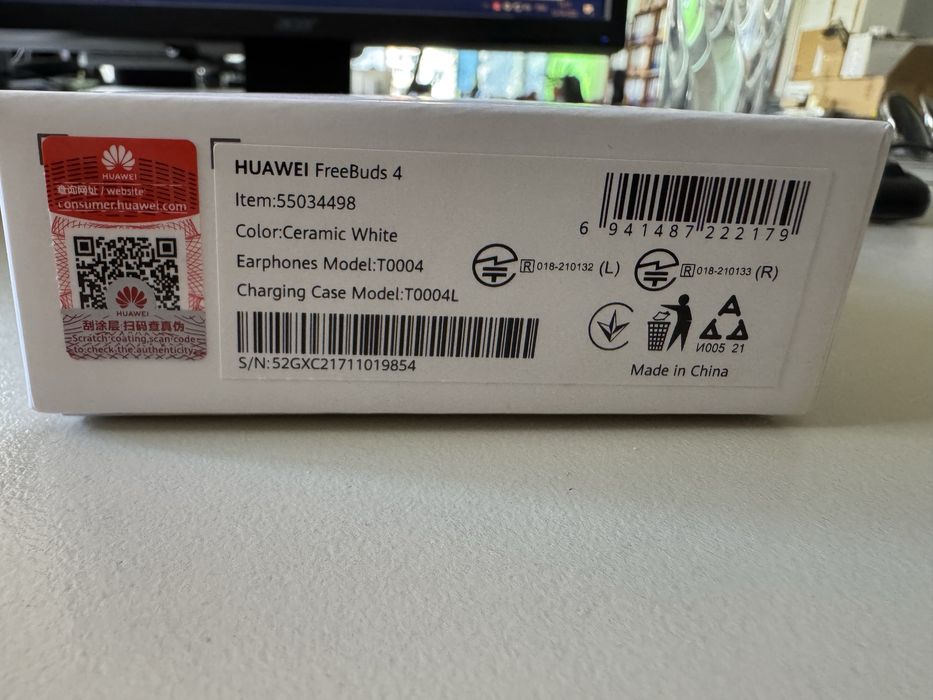 HUAWEI
查询网址 / website
consumer.huawei.com
HUAWEI
刮涂层 扫码查真伪
Scratch coating,scan code
to check the authenticity
HUAWEI FreeBuds 4
Item:55034498
Color:Ceramic White
Earphones Model:T0004
Charging Case Model:T0004L
S/N:52GXC21711019854
6 941487 222179
R 018-210132 (L)
R 018-210133 (R)
И005 21
Made in China
acer